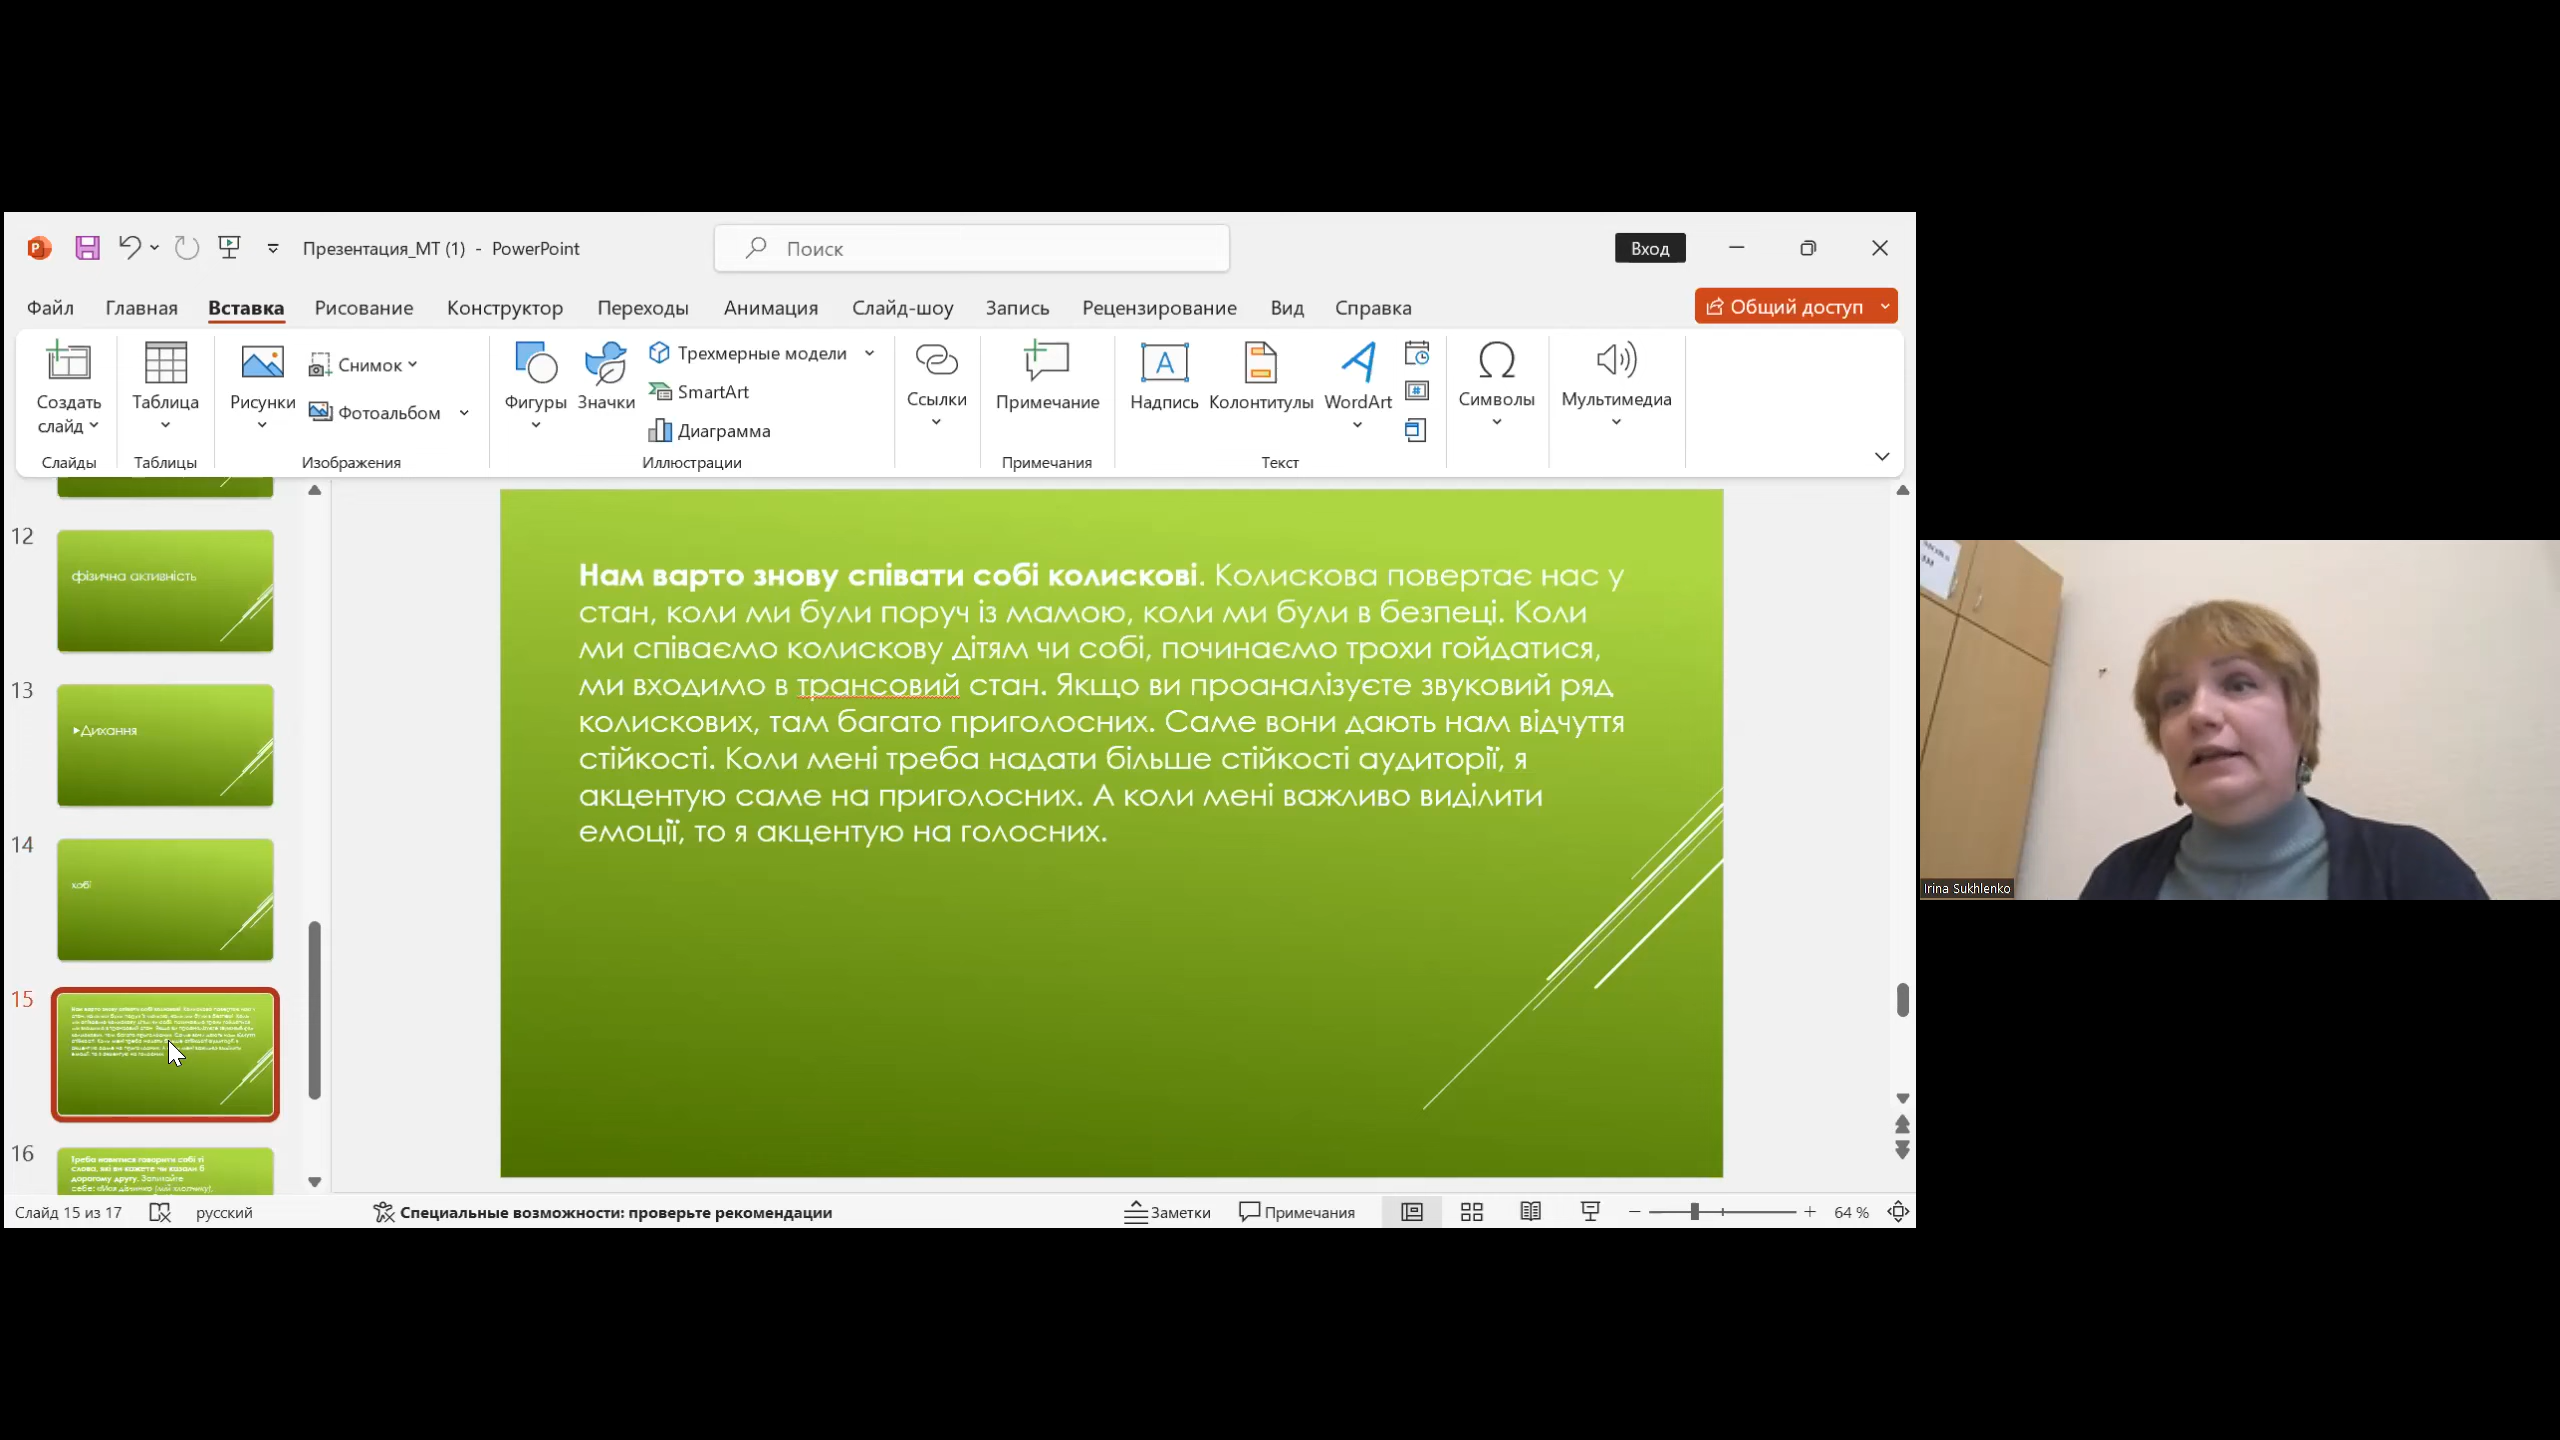 Презентация_МТ (1) - PowerPoint
Поиск
Вход
Файл Главная Вставка Рисование Конструктор Переходы Анимация Слайд-шоу Запись Рецензирование Вид Справка
Общий доступ
Создать слайд
Таблица
Рисунки
Снимок
Фотоальбом
Фигуры
Значки
Трехмерные модели
SmartArt
Диаграмма
Ссылки
Примечание
Надпись
Колонтитулы
WordArt
Символы
Мультимедиа
Слайды
Таблицы
Изображения
Иллюстрации
Примечания
Текст
12
фізична активність
13
Дихання
14
хобі
15
16
Треба навчитися говорити собі ті
слова, які ви кажете чи казали б
дорогому другу. Запитайте
себе: «Моя дівчинко (мій хлопчику),
Нам варто знову співати собі колискові. Колискова повертає нас у
стан, коли ми були поруч із мамою, коли ми були в безпеці. Коли
ми співаємо колискову дітям чи собі, починаємо трохи гойдатися,
ми входимо в трансовий стан. Якщо ви проаналізуєте звуковий ряд
колискових, там багато приголосних. Саме вони дають нам відчуття
стійкості. Коли мені треба надати більше стійкості аудиторії, я
акцентую саме на приголосних. А коли мені важливо виділити
емоції, то я акцентую на голосних.
Irina Sukhlenko
Слайд 15 из 17 русский Специальные возможности: проверьте рекомендации Заметки Примечания 64 %